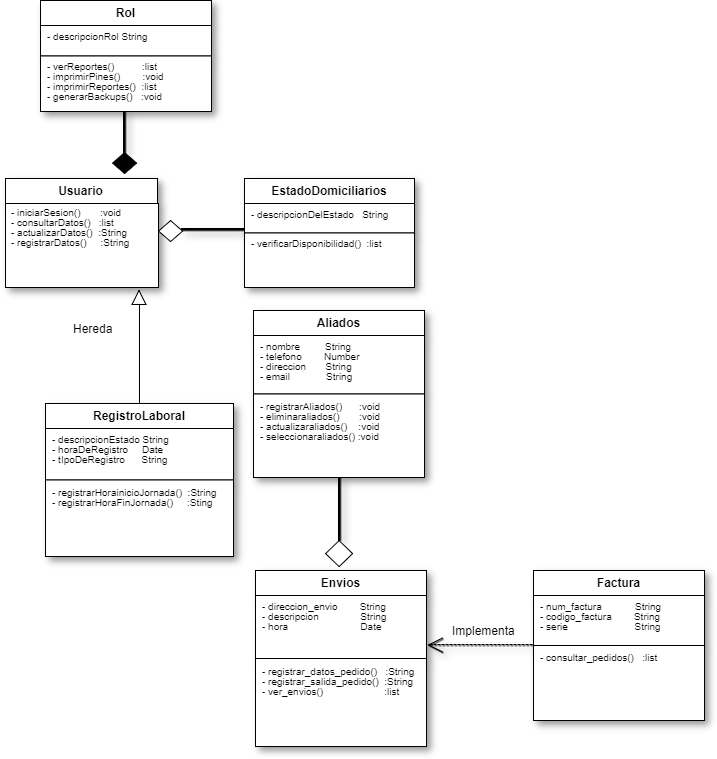 Rol
- descripcionRol String
- verReportes() :list
- imprimirPines() :void
- imprimirReportes() :list
- generarBackups() :void
Usuario
- iniciarSesion() :void
- consultarDatos() :list
- actualizarDatos() :String
- registrarDatos() :String
EstadoDomiciliarios
- descripcionDelEstado String
- verificarDisponibilidad() :list
Hereda
Aliados
- nombre String
- telefono Number
- direccion String
- email String
- registrarAliados() :void
- eliminaraliados() :void
- actualizaraliados() :void
- seleccionaraliados() :void
RegistroLaboral
- descripcionEstado String
- horaDeRegistro Date
- tIpoDeRegistro String
- registrarHorainicioJornada() :String
- registrarHoraFinJornada() :Sting
Envios
- direccion_envio String
- descripcion String
- hora Date
- registrar_datos_pedido() :String
- registrar_salida_pedido() :String
- ver_envios() :list
Implementa
Factura
- num_factura String
- codigo_factura String
- serie String
- consultar_pedidos() :list